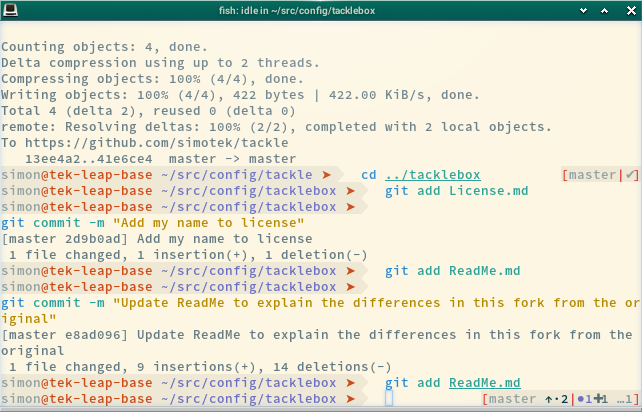 fish: idle in ~/src/config/tacklebox
Counting objects: 4, done.
Delta compression using up to 2 threads.
Compressing objects: 100% (4/4), done.
Writing objects: 100% (4/4), 422 bytes | 422.00 KiB/s, done.
Total 4 (delta 2), reused 0 (delta 0)
remote: Resolving deltas: 100% (2/2), completed with 2 local objects.
To https://github.com/simotek/tackle
   13ee4a2..41e6ce4  master -> master
simon@tek-leap-base ~/src/config/tackle ➤  cd ../tacklebox [master|✔]
simon@tek-leap-base ~/src/config/tacklebox ➤  git add License.md
simon@tek-leap-base ~/src/config/tacklebox ➤
git commit -m "Add my name to license"
[master 2d9b0ad] Add my name to license
 1 file changed, 1 insertion(+), 1 deletion(-)
simon@tek-leap-base ~/src/config/tacklebox ➤  git add ReadMe.md
simon@tek-leap-base ~/src/config/tacklebox ➤
git commit -m "Update ReadMe to explain the differences in this fork from the or
iginal"
[master e8ad096] Update ReadMe to explain the differences in this fork from the
original
 1 file changed, 9 insertions(+), 14 deletions(-)
simon@tek-leap-base ~/src/config/tacklebox ➤  git add ReadMe.md
simon@tek-leap-base ~/src/config/tacklebox ➤ [master ↑·2|●1✚1 …1]